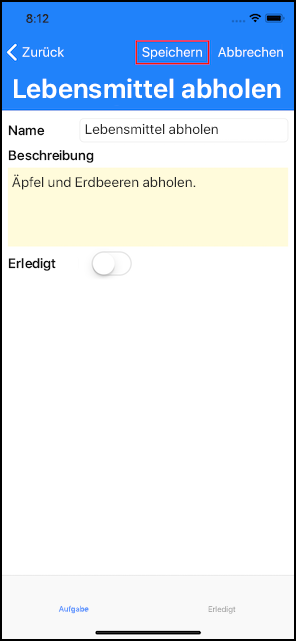 8:12
Zurück Speichern Abbrechen
Lebensmittel abholen
Name Lebensmittel abholen
Beschreibung
Äpfel und Erdbeeren abholen.
Erledigt
Aufgabe Erledigt